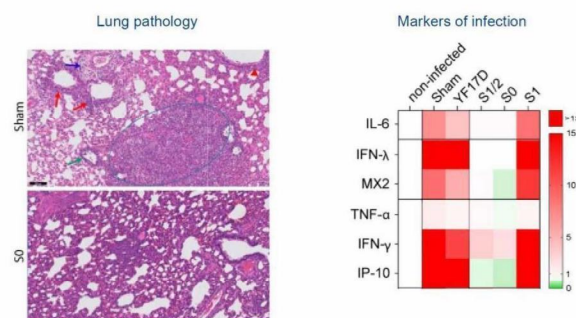 Lung pathology
Sham
S0
Markers of infection
non-infected
Sham
YF17D
S1/2
S0
S1
IL-6
IFN-λ
MX2
TNF-α
IFN-γ
IP-10
15
10
5
1
0